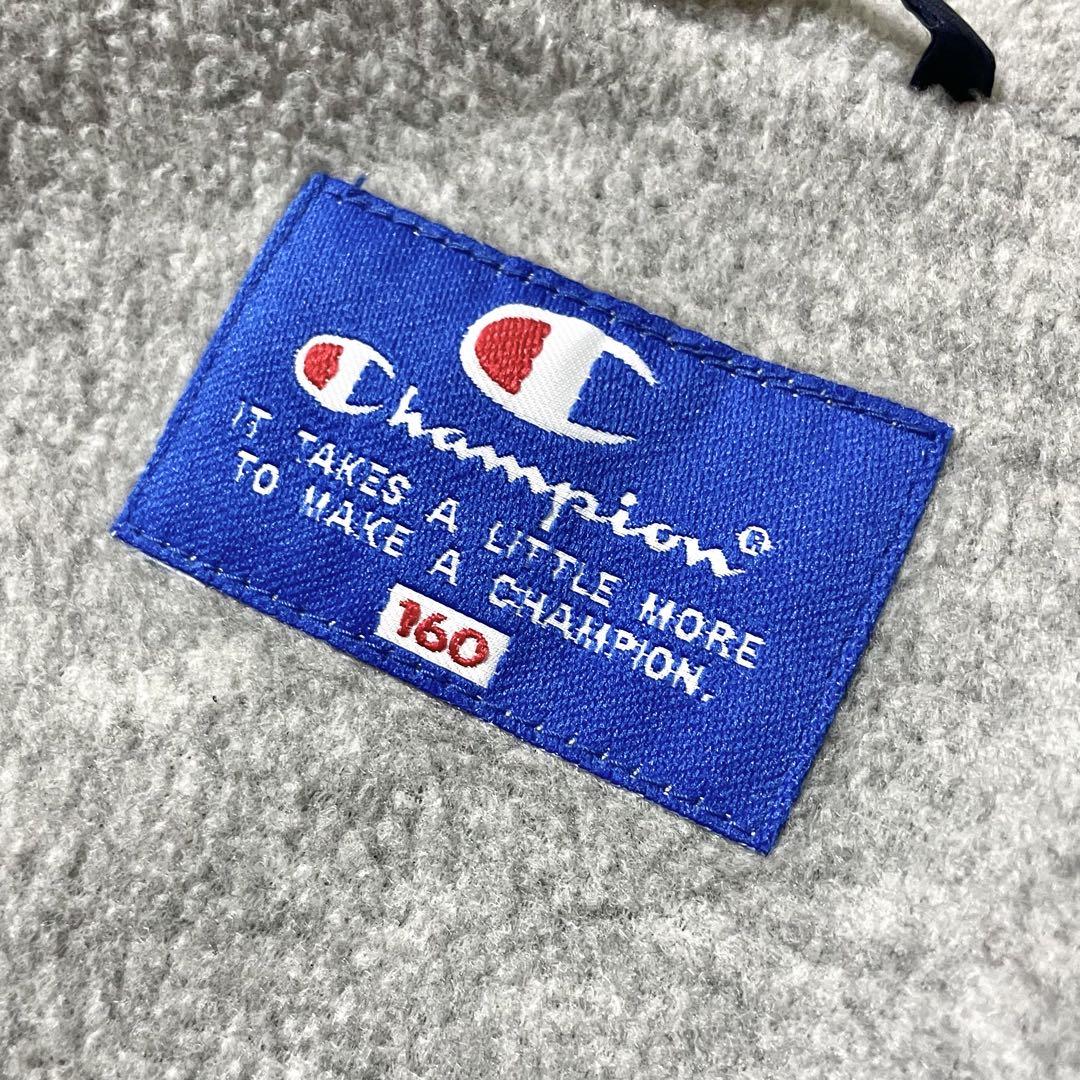 Champion®
IT TAKES A LITTLE MORE
TO MAKE A CHAMPION.
160